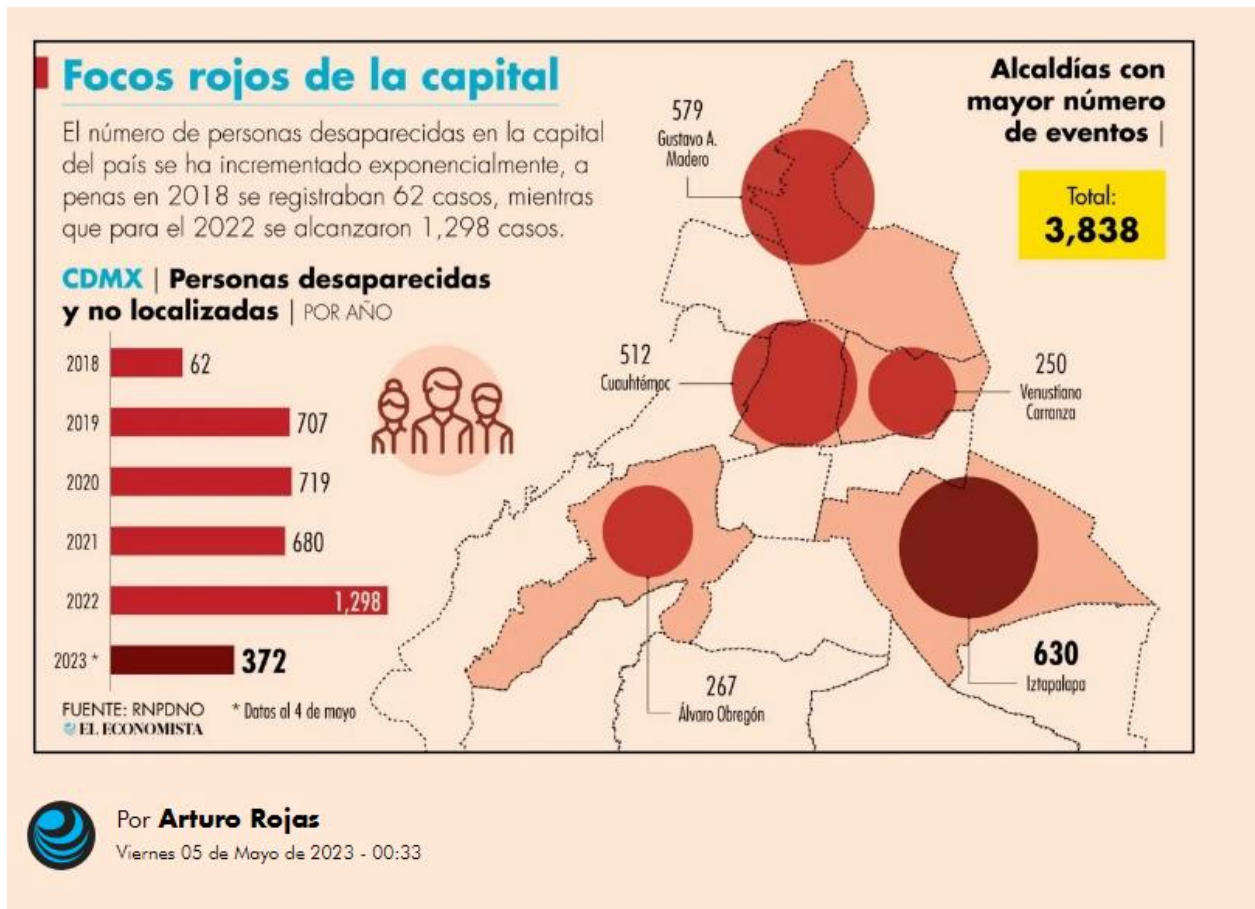 Focos rojos de la capital
El número de personas desaparecidas en la capital
del país se ha incrementado exponencialmente, a
penas en 2018 se registraban 62 casos, mientras
que para el 2022 se alcanzaron 1,298 casos.
CDMX | Personas desaparecidas
y no localizadas | POR AÑO
2018 62
2019 707
2020 719
2021 680
2022 1,298
2023 * 372
FUENTE: RNPDNO * Datos al 4 de mayo
EL ECONOMISTA
Alcaldías con
mayor número
de eventos |
Total:
3,838
579
Gustavo A.
Madero
512
Cuauhtémoc
250
Venustiano
Carranza
267
Álvaro Obregón
630
Iztapalapa
Por Arturo Rojas
Viernes 05 de Mayo de 2023 - 00:33